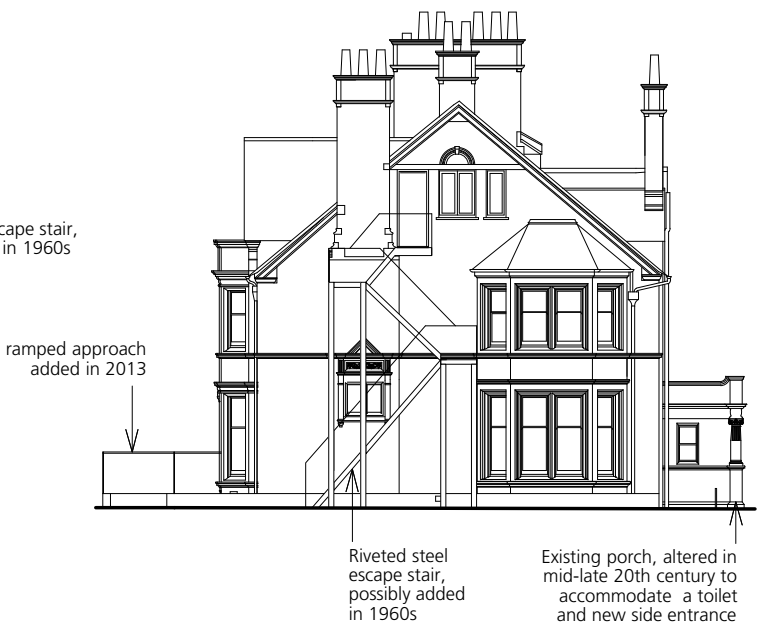 cape stair,
in 1960s
ramped approach
added in 2013
Riveted steel
escape stair,
possibly added
in 1960s
Existing porch, altered in
mid-late 20th century to
accommodate a toilet
and new side entrance